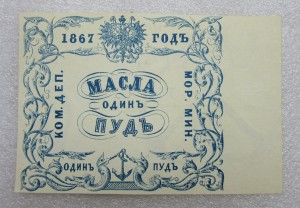 1867 ГОДЪ
КОМ. ДЕП.
МАСЛА
ОДИНЪ
ПУДЪ
МОР. МИН.
ОДИНЪ ПУДЪ